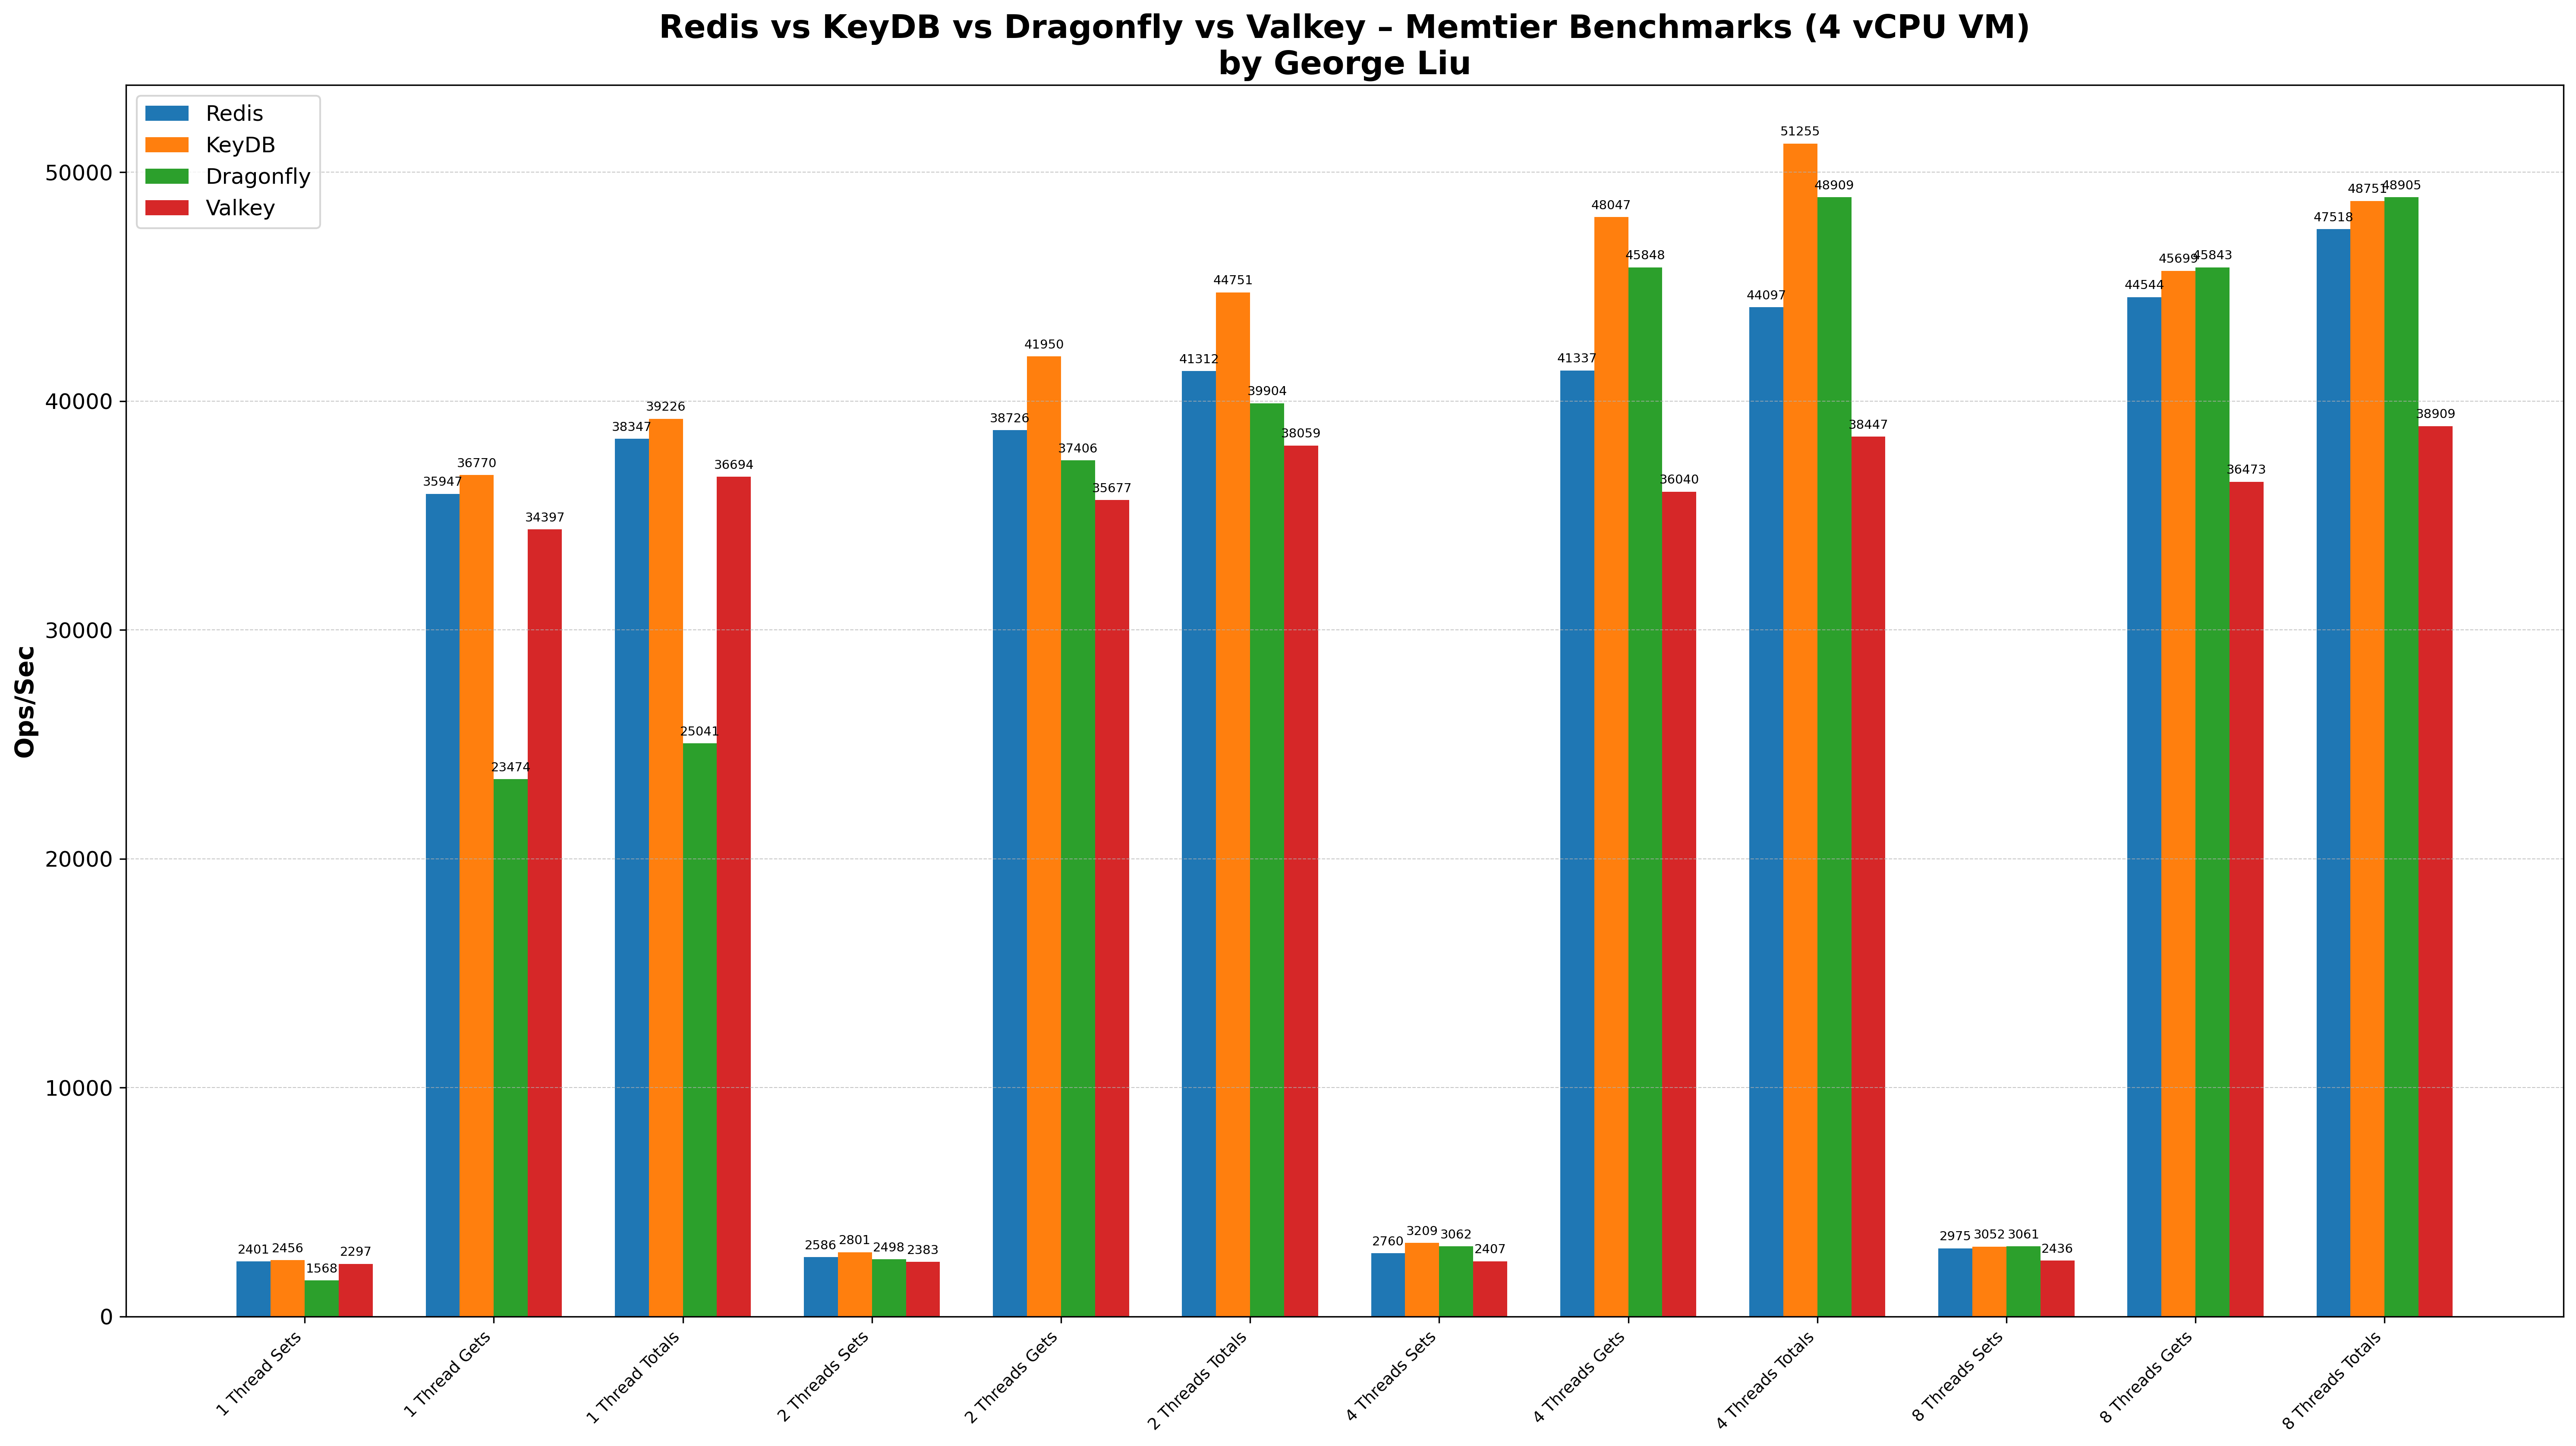 Redis vs KeyDB vs Dragonfly vs Valkey – Memtier Benchmarks (4 vCPU VM)
by George Liu
Redis
KeyDB
Dragonfly
Valkey
Ops/Sec
50000
40000
30000
20000
10000
0
2401 2456 1568 2297
35947 36770 23474 34397
38347 39226 25041 36694
2586 2801 2498 2383
38726 41950 37406 35677
41312 44751 39904 38059
2760 3209 3062 2407
41337 48047 45848 36040
44097 51255 48909 38447
2975 3052 3061 2436
44544 45699 45843 36473
47518 48751 48905 38909
1 Thread Sets
1 Thread Gets
1 Thread Totals
2 Threads Sets
2 Threads Gets
2 Threads Totals
4 Threads Sets
4 Threads Gets
4 Threads Totals
8 Threads Sets
8 Threads Gets
8 Threads Totals